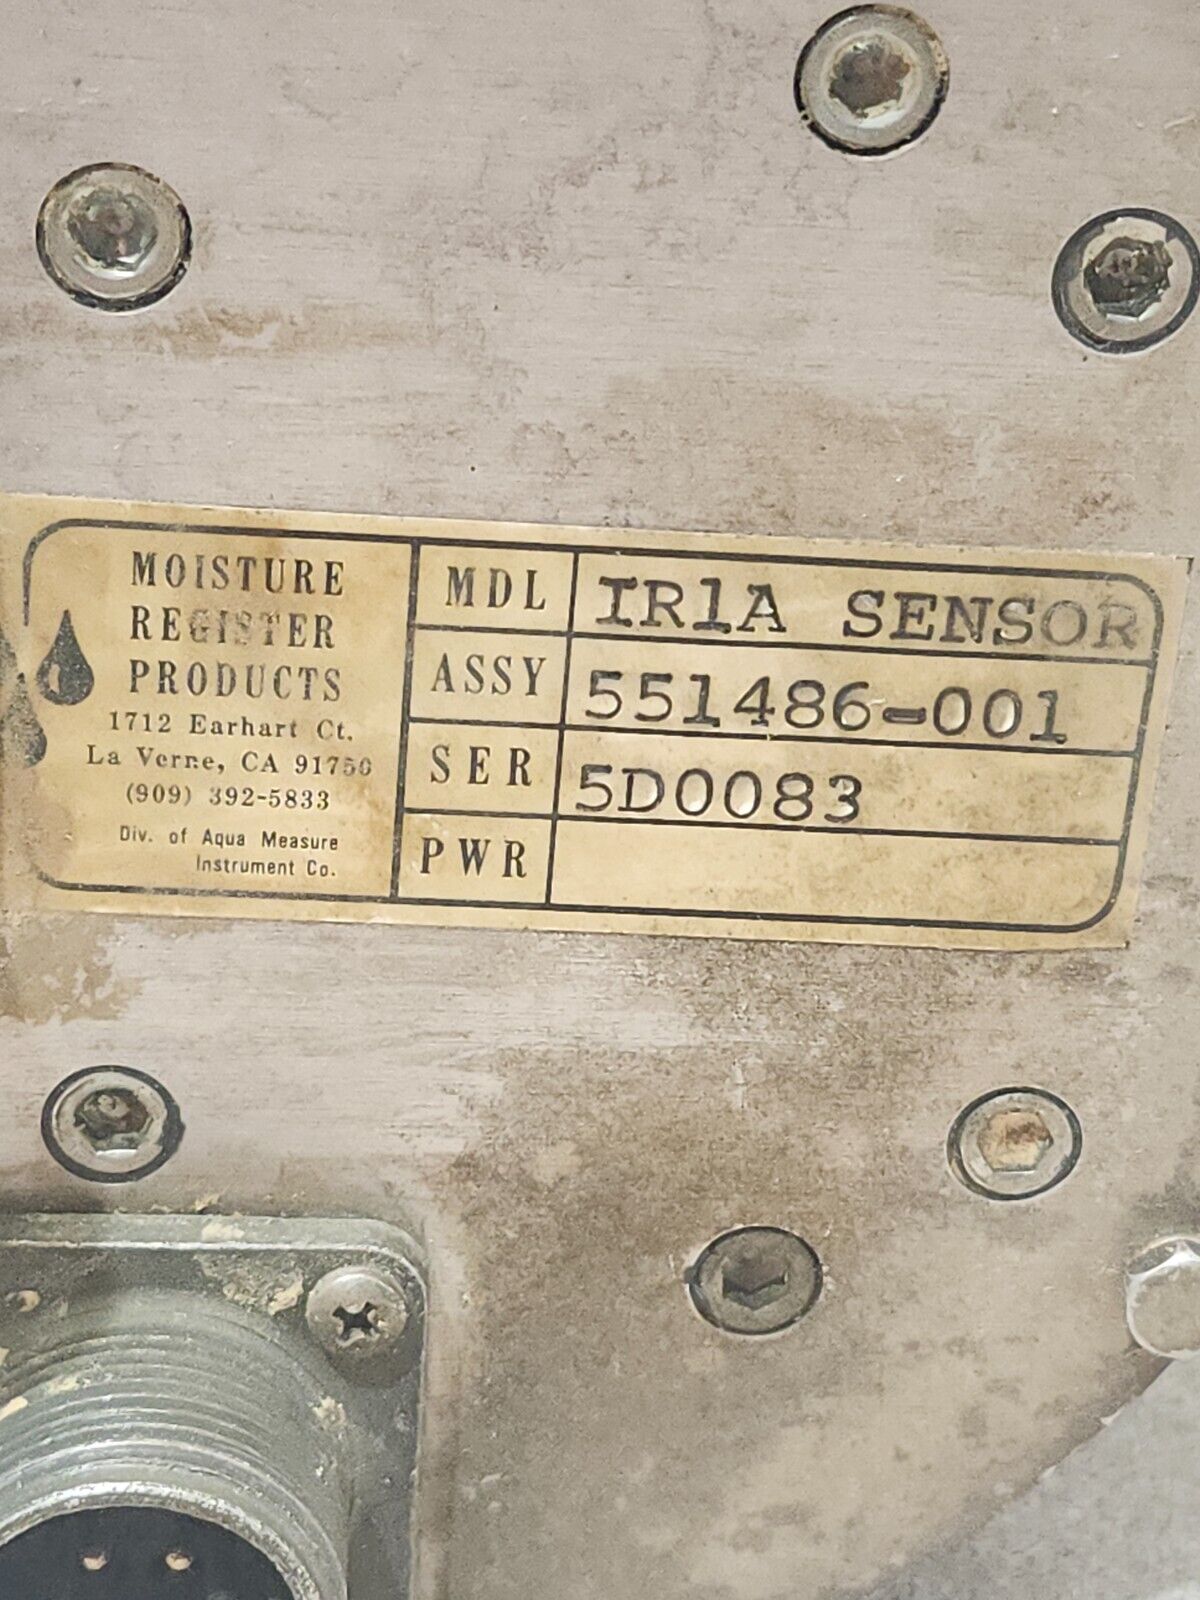 MOISTURE
REGISTER
PRODUCTS
1712 Earhart Ct.
La Verne, CA 91750
(909) 392-5833
Div. of Aqua Measure
Instrument Co.
MDL IR1A SENSOR
ASSY 551486-001
SER 5D0083
PWR